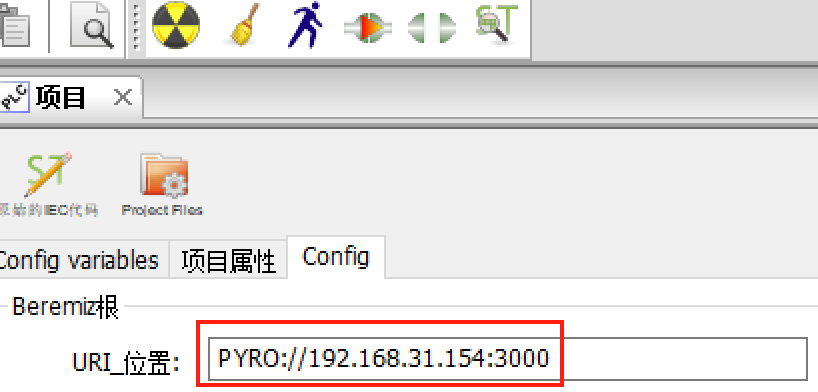 ST
PLC 项目
ST
原始的IEC代码 Project Files
Config variables 项目属性 Config
Beremiz根
URI_位置: PYRO://192.168.31.154:3000